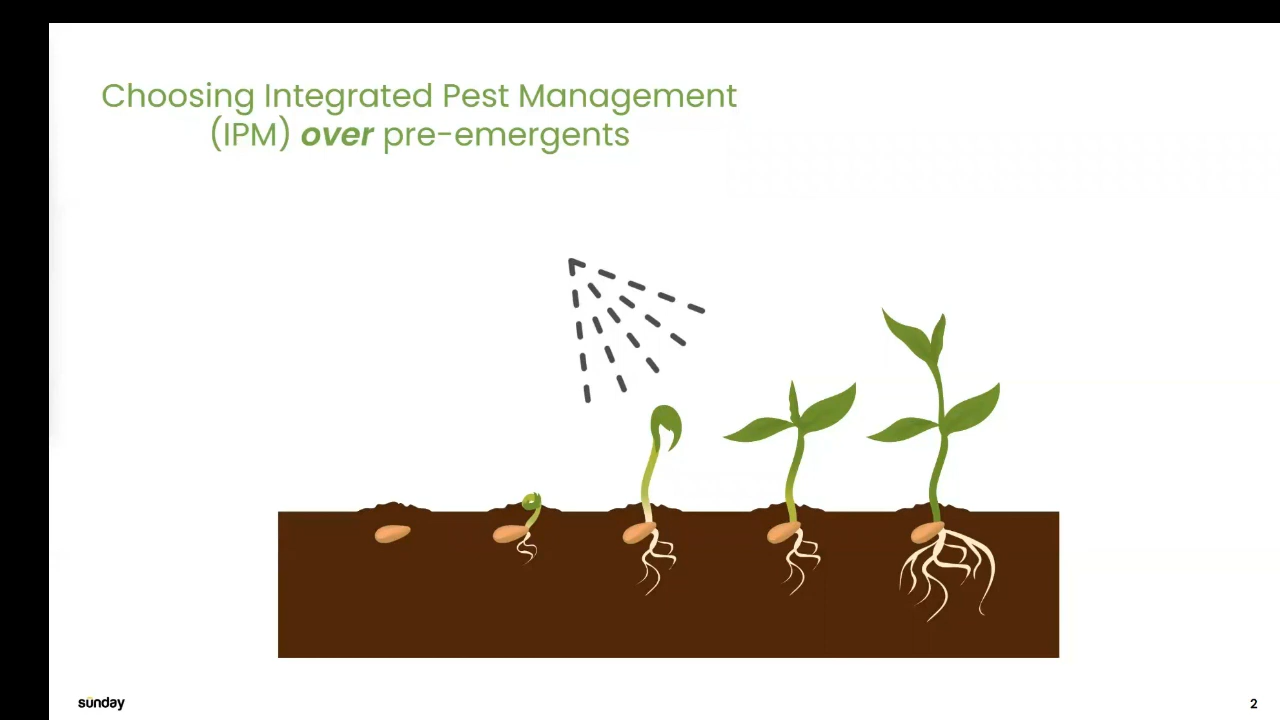 Choosing Integrated Pest Management
(IPM) over pre-emergents
sunday
2